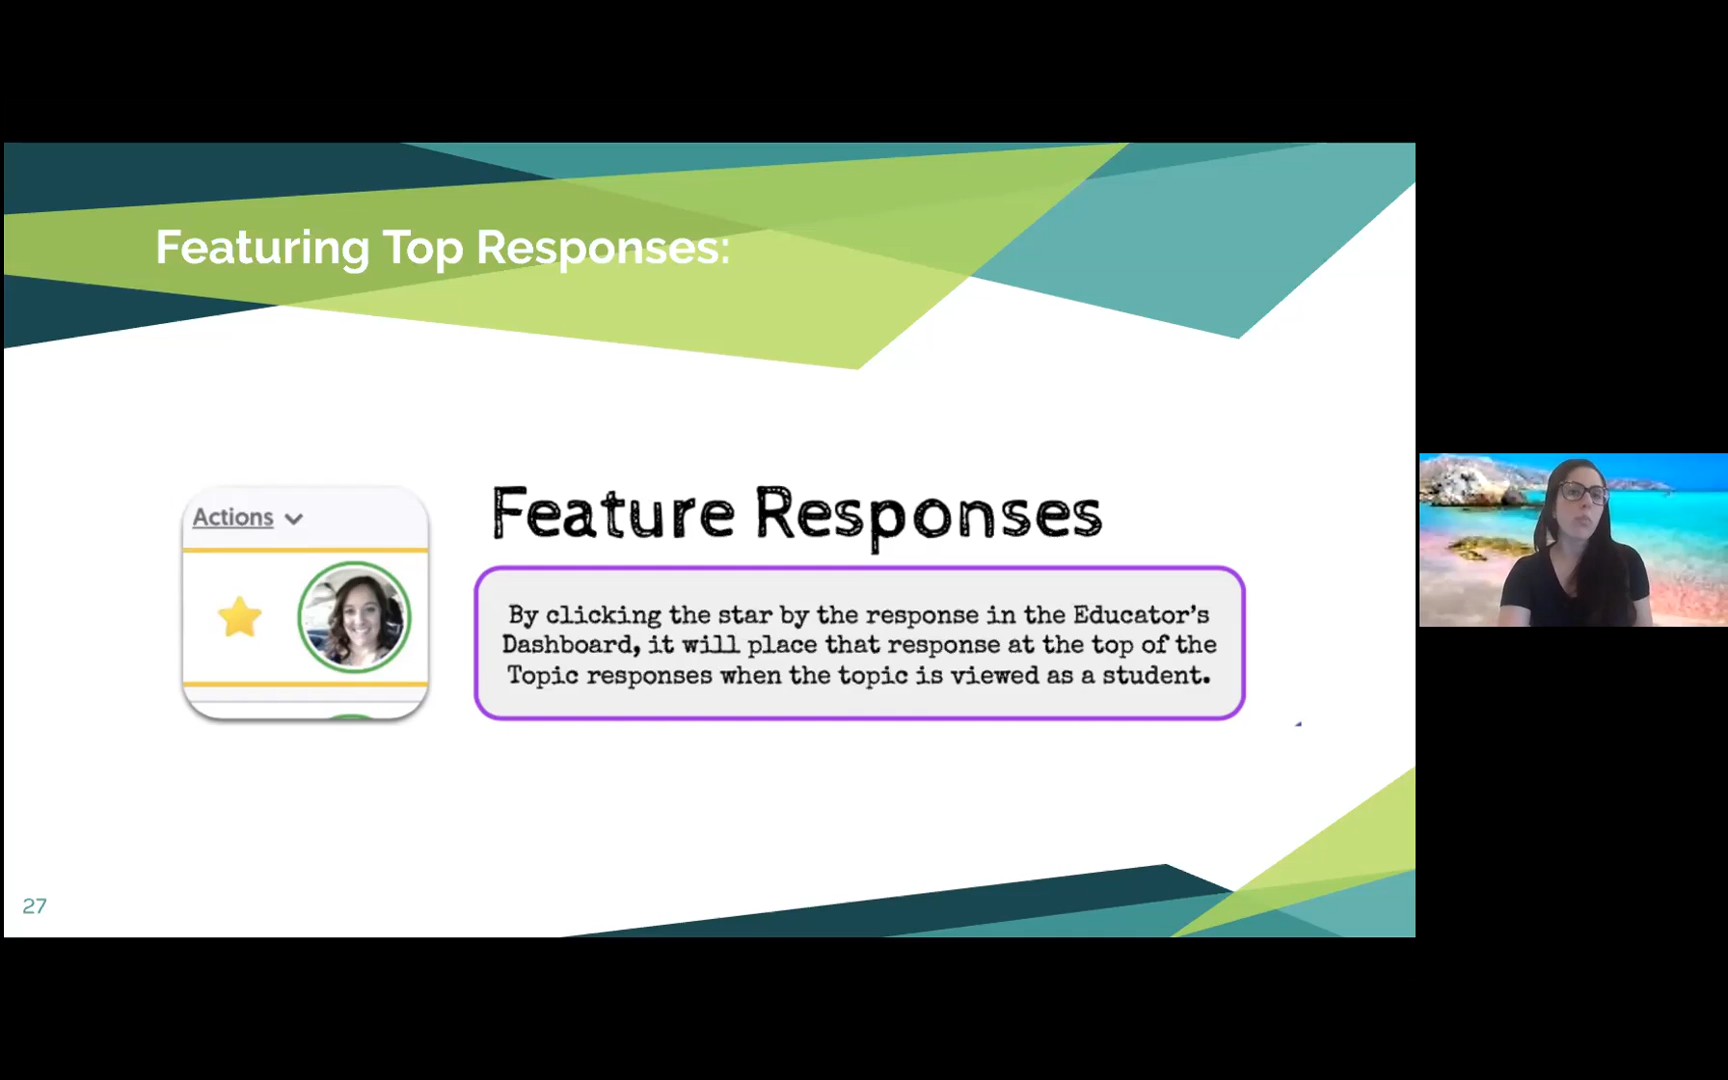 Featuring Top Responses:
Actions
Feature Responses
By clicking the star by the response in the Educator's
Dashboard, it will place that response at the top of the
Topic responses when the topic is viewed as a student.
27